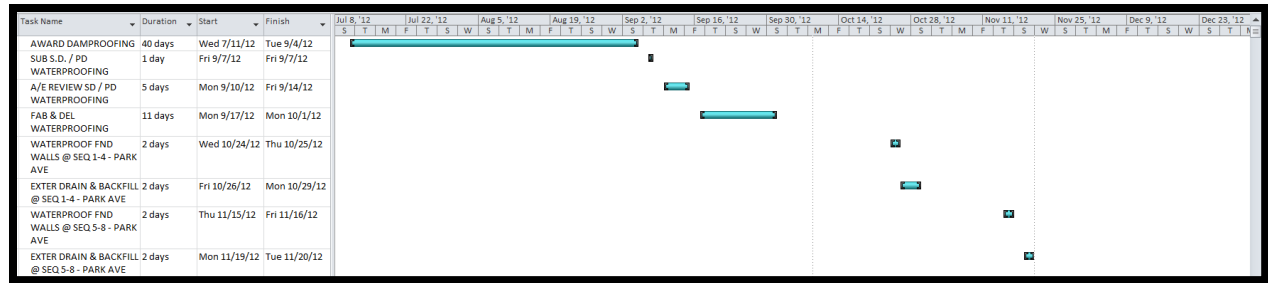 Task Name Duration Start Finish Jul 8, '12 Jul 22, '12 Aug 5, '12 Aug 19, '12 Sep 2, '12 Sep 16, '12 Sep 30, '12 Oct 14, '12 Oct 28, '12 Nov 11, '12 Nov 25, '12 Dec 9, '12 Dec 23, '12
S T M F T S W S T M F T S W S T M F T S W S T M F T S W S T M F T S W S T M F T S W S T
AWARD DAMPROOFING 40 days Wed 7/11/12 Tue 9/4/12
SUB S.D. / PD 1 day Fri 9/7/12 Fri 9/7/12
WATERPROOFING
A/E REVIEW SD / PD 5 days Mon 9/10/12 Fri 9/14/12
WATERPROOFING
FAB & DEL 11 days Mon 9/17/12 Mon 10/1/12
WATERPROOFING
WATERPROOF FND 2 days Wed 10/24/12 Thu 10/25/12
WALLS @ SEQ 1-4 - PARK
AVE
EXTER DRAIN & BACKFILL 2 days Fri 10/26/12 Mon 10/29/12
@ SEQ 1-4 - PARK AVE
WATERPROOF FND 2 days Thu 11/15/12 Fri 11/16/12
WALLS @ SEQ 5-8 - PARK
AVE
EXTER DRAIN & BACKFILL 2 days Mon 11/19/12 Tue 11/20/12
@ SEQ 5-8 - PARK AVE